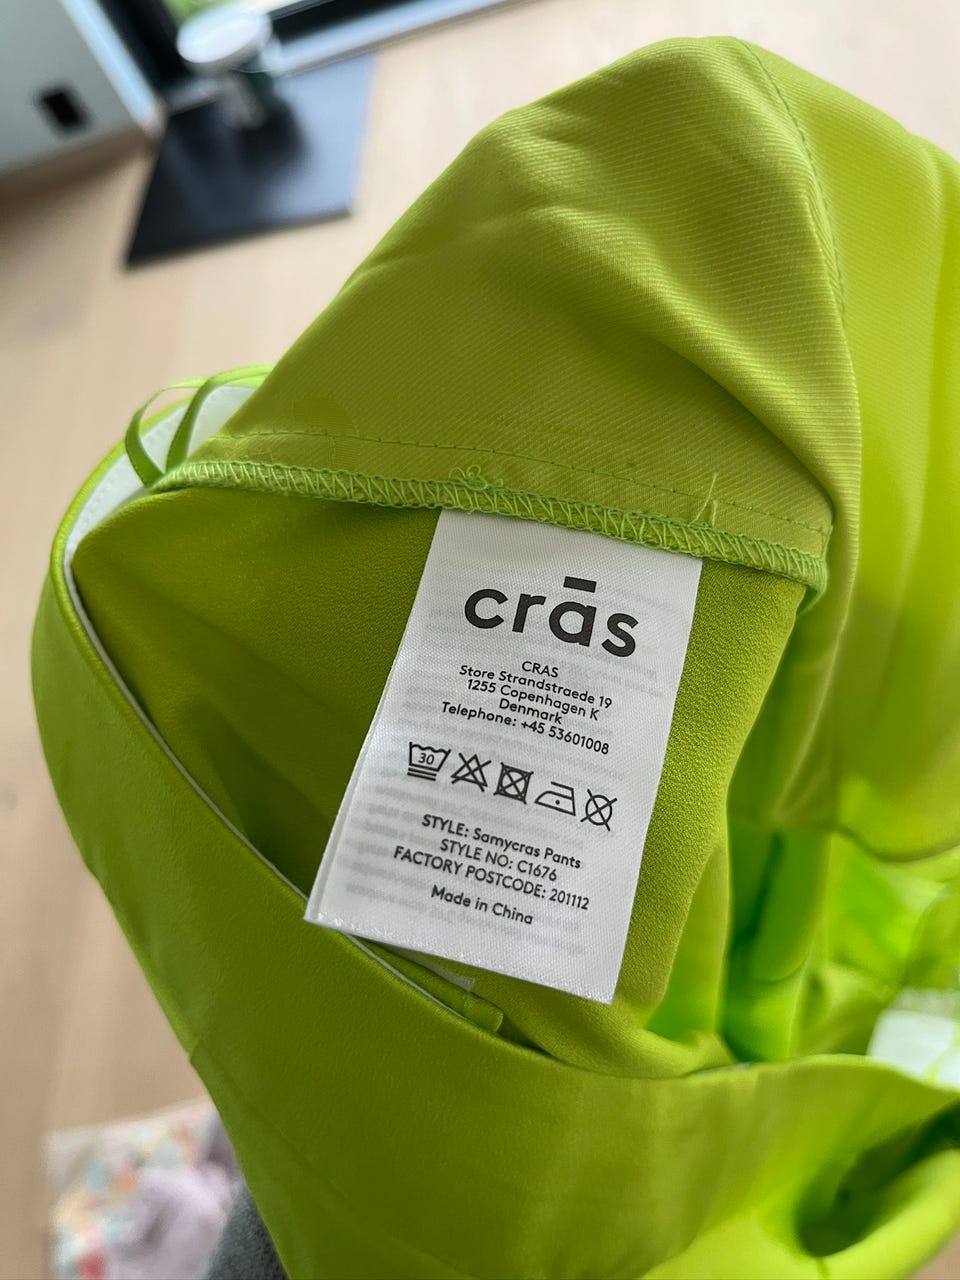 crās
CRAS
Store Strandstraede 19
1255 Copenhagen K
Denmark
Telephone: +45 53601008
30
STYLE: Samycras Pants
STYLE NO: C1676
FACTORY POSTCODE: 201112
Made in China